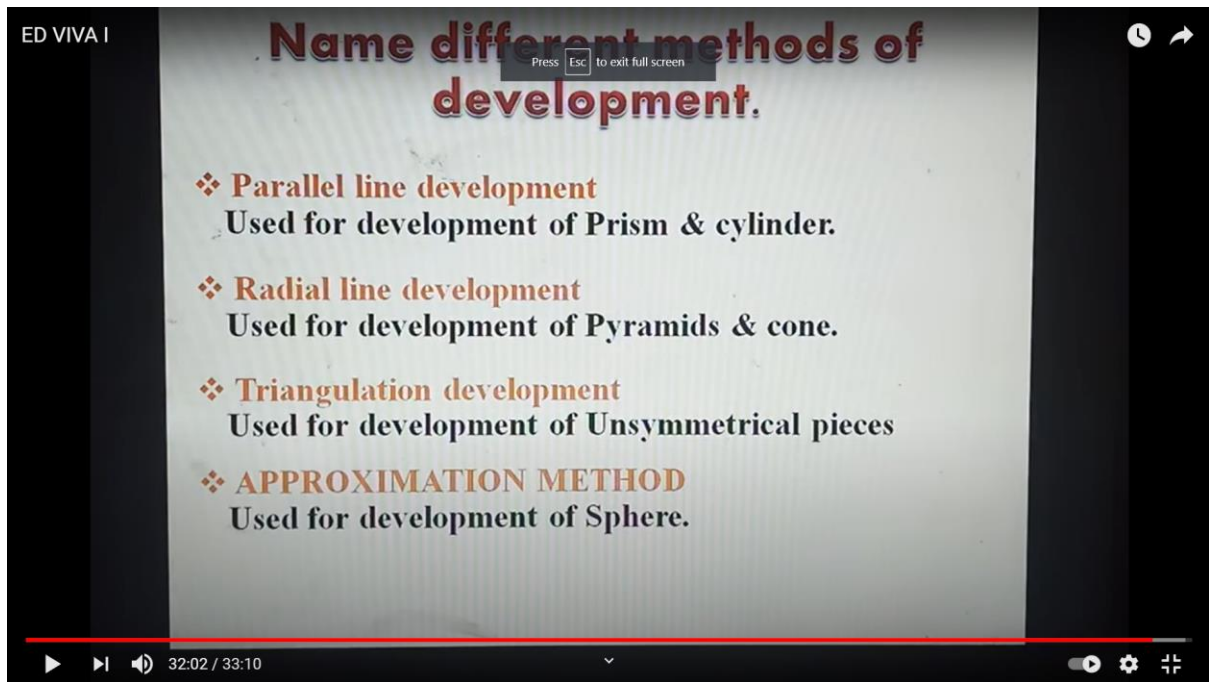 ED VIVA I
Name different methods of
Press Esc to exit full screen
development.
❖ Parallel line development
Used for development of Prism & cylinder.
❖ Radial line development
Used for development of Pyramids & cone.
❖ Triangulation development
Used for development of Unsymmetrical pieces
❖ APPROXIMATION METHOD
Used for development of Sphere.
32:02 / 33:10